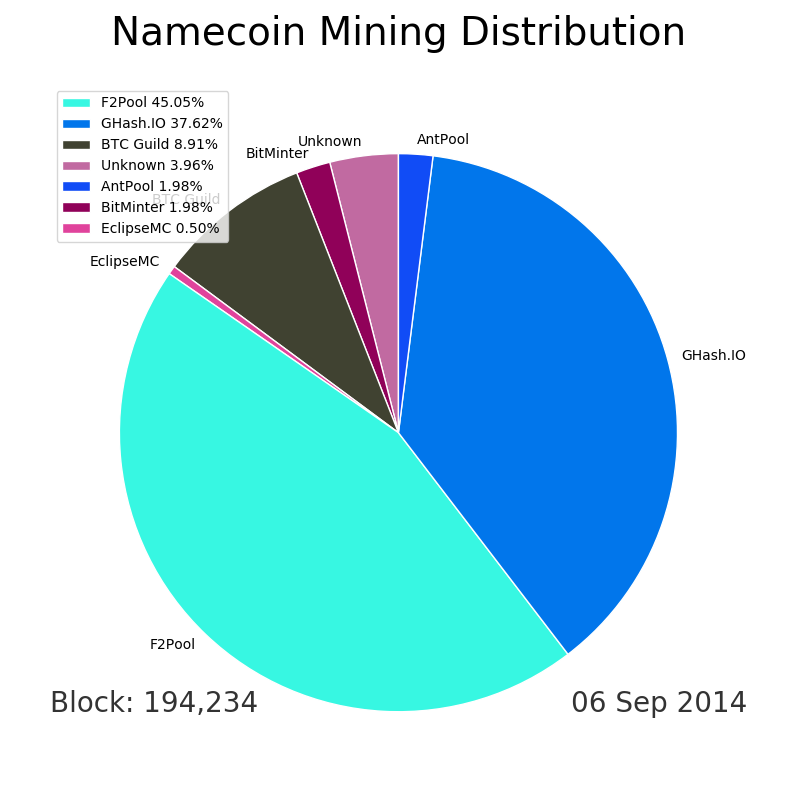 Namecoin Mining Distribution
F2Pool 45.05%
GHash.IO 37.62%
BTC Guild 8.91%
Unknown 3.96%
AntPool 1.98%
BitMinter 1.98%
EclipseMC 0.50%
AntPool
Unknown
BitMinter
BTC Guild
EclipseMC
GHash.IO
F2Pool
Block: 194,234
06 Sep 2014